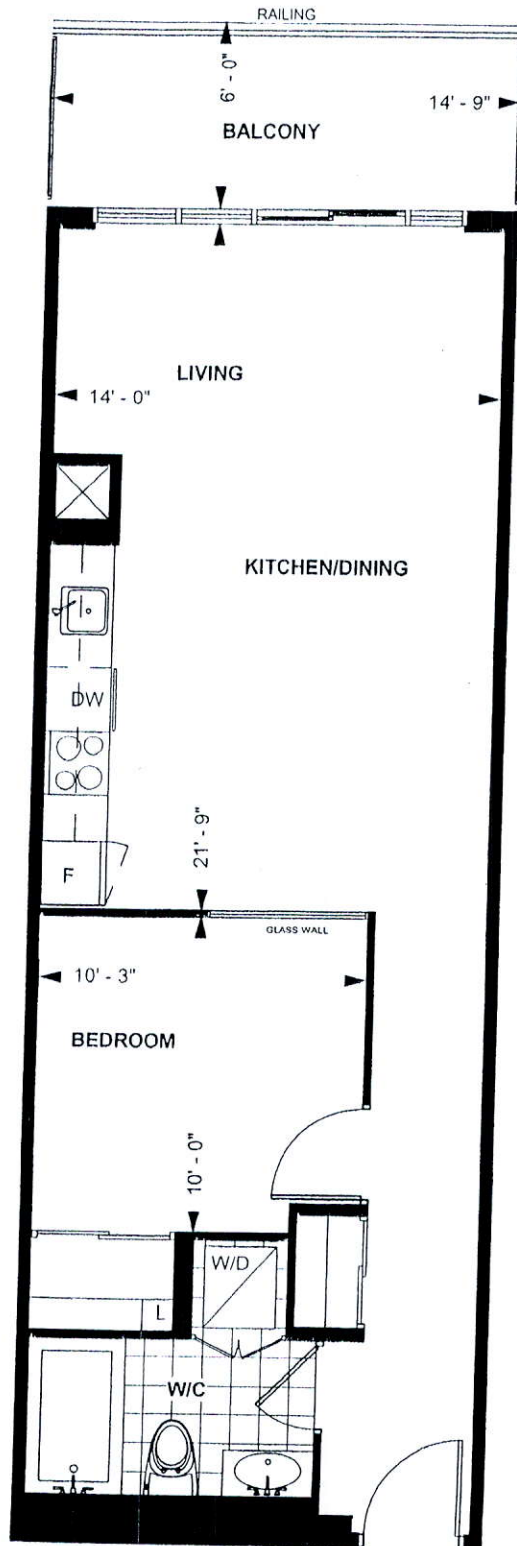 RAILING
6' - 0"
14' - 9"
BALCONY
LIVING
14' - 0"
KITCHEN/DINING
DW
21' - 9"
F
GLASS WALL
10' - 3"
BEDROOM
10' - 0"
W/D
L
W/C